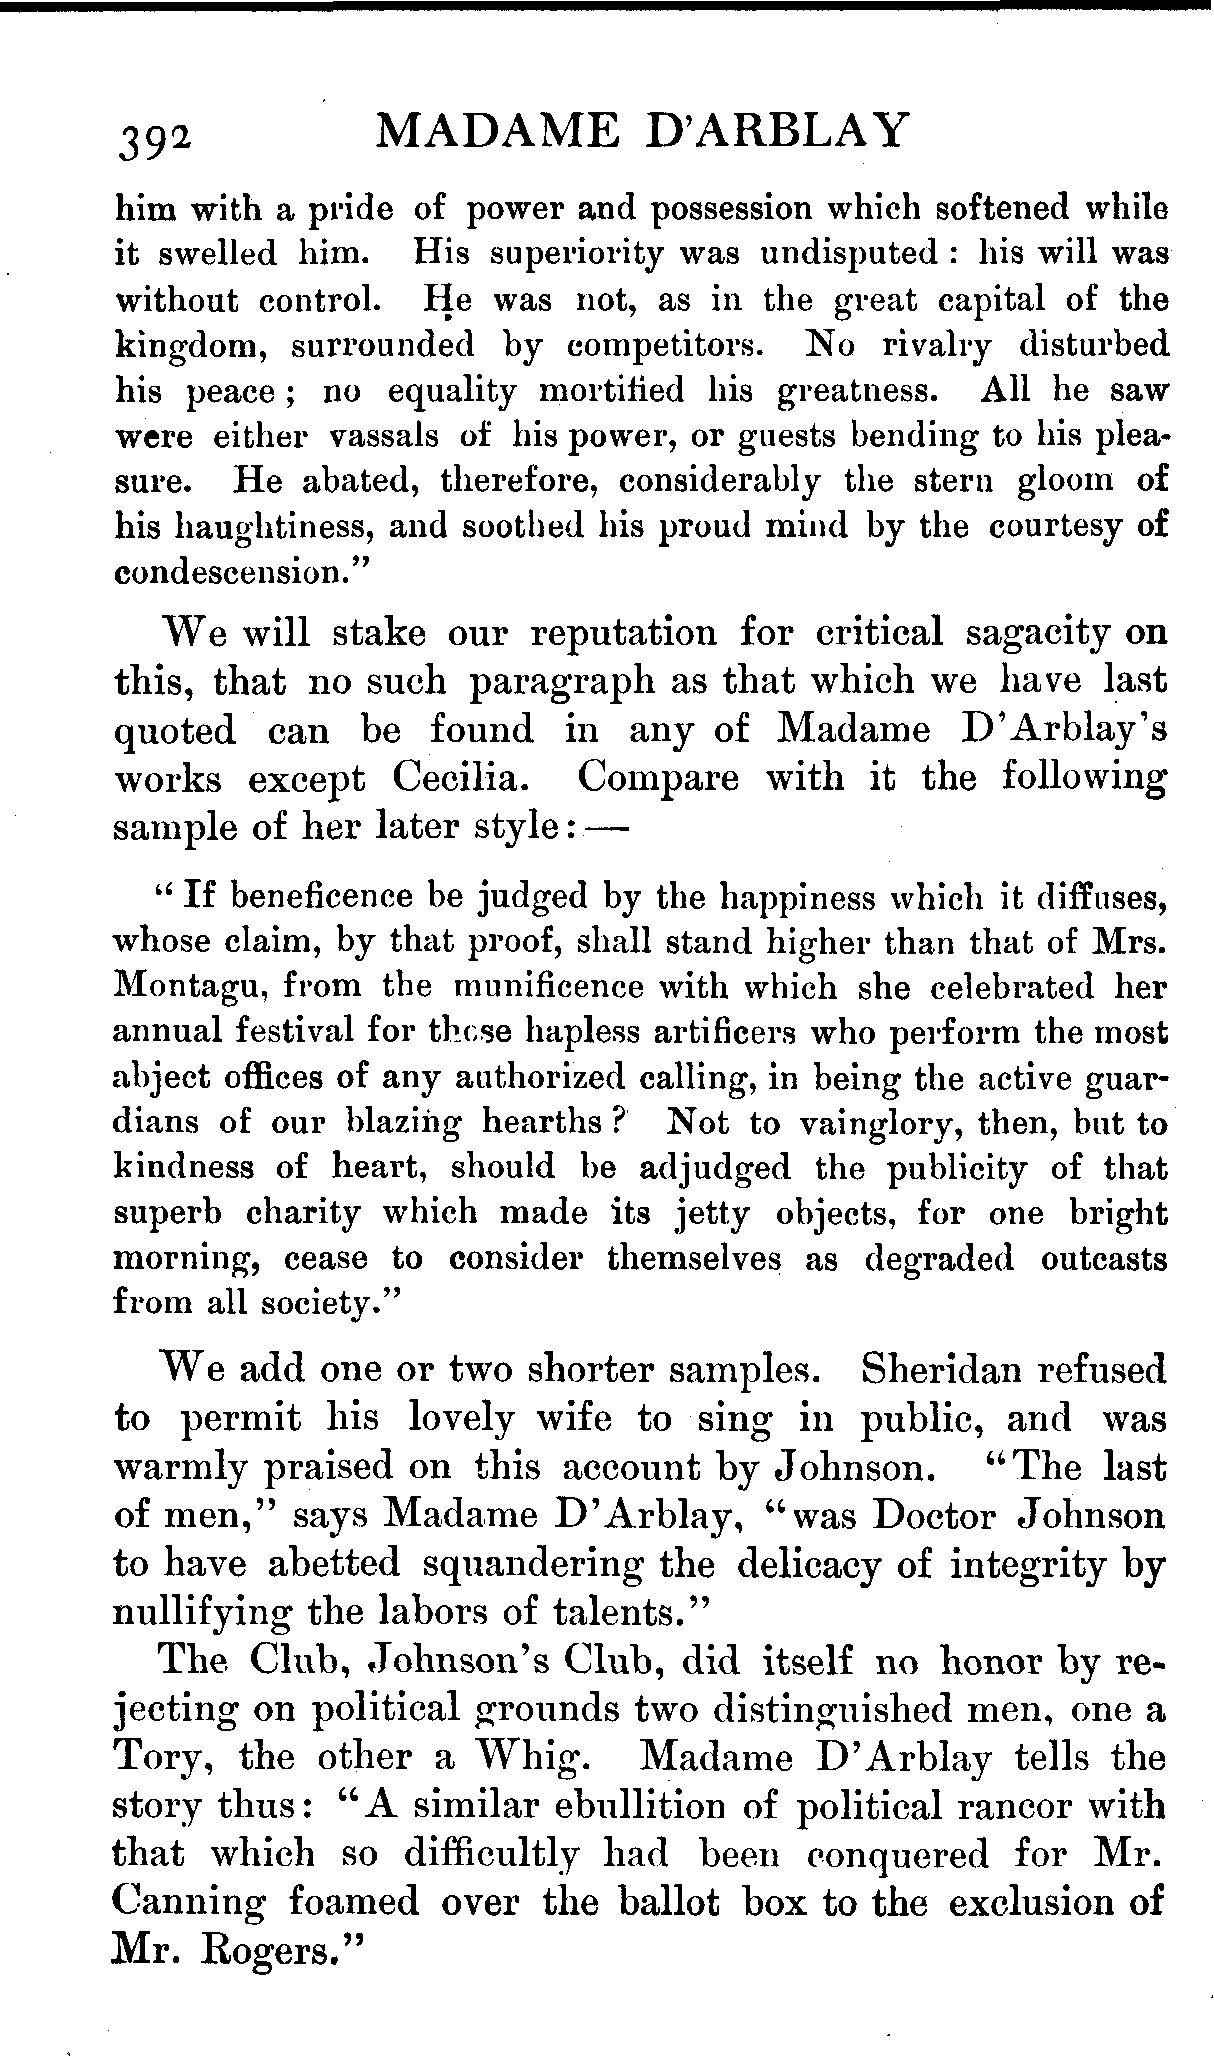 392 MADAME D'ARBLAY
him with a pride of power and possession which softened while
it swelled him. His superiority was undisputed : his will was
without control. He was not, as in the great capital of the
kingdom, surrounded by competitors. No rivalry disturbed
his peace ; no equality mortified his greatness. All he saw
were either vassals of his power, or guests bending to his plea-
sure. He abated, therefore, considerably the stern gloom of
his haughtiness, and soothed his proud mind by the courtesy of
condescension."
We will stake our reputation for critical sagacity on
this, that no such paragraph as that which we have last
quoted can be found in any of Madame D'Arblay's
works except Cecilia. Compare with it the following
sample of her later style: —
"If beneficence be judged by the happiness which it diffuses,
whose claim, by that proof, shall stand higher than that of Mrs.
Montagu, from the munificence with which she celebrated her
annual festival for those hapless artificers who perform the most
abject offices of any authorized calling, in being the active guar-
dians of our blazing hearths ? Not to vainglory, then, but to
kindness of heart, should be adjudged the publicity of that
superb charity which made its jetty objects, for one bright
morning, cease to consider themselves as degraded outcasts
from all society."
We add one or two shorter samples. Sheridan refused
to permit his lovely wife to sing in public, and was
warmly praised on this account by Johnson. "The last
of men," says Madame D'Arblay, "was Doctor Johnson
to have abetted squandering the delicacy of integrity by
nullifying the labors of talents."
The Club, Johnson's Club, did itself no honor by re-
jecting on political grounds two distinguished men, one a
Tory, the other a Whig. Madame D'Arblay tells the
story thus: "A similar ebullition of political rancor with
that which so difficultly had been conquered for Mr.
Canning foamed over the ballot box to the exclusion of
Mr. Rogers."